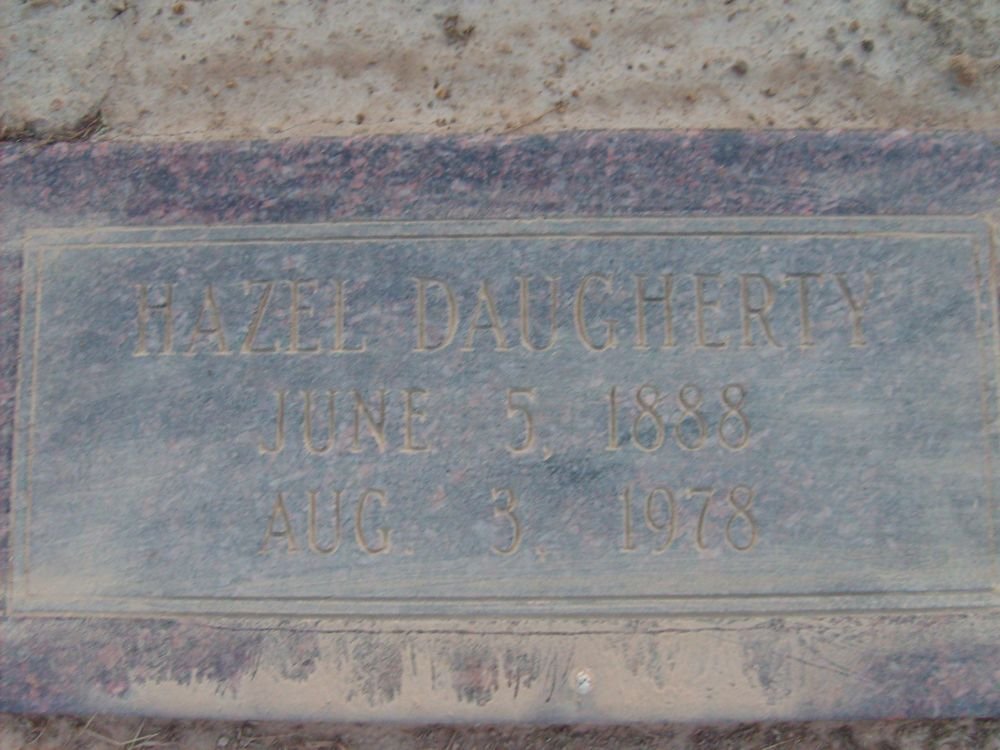 HAZEL DAUGHERTY
JUNE 5, 1888
AUG. 3, 1978